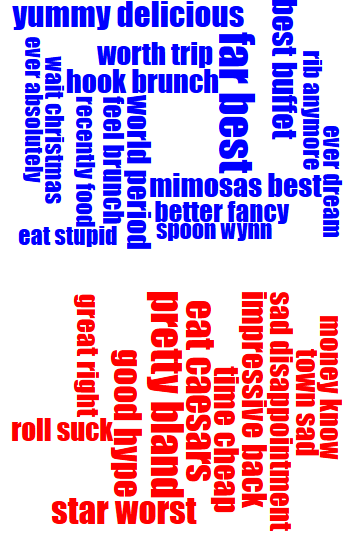 yummy delicious
worth trip
hook brunch
far best
best buffet
rib anymore
ever dream
ever absolutely
wait christmas
recently food
feel brunch
world period
mimosas best
better fancy
spoon wynn
eat stupid
great right
good hype
pretty bland
eat caesars
time cheap
impressive back
sad disappointment
town sad
money know
roll suck
star worst